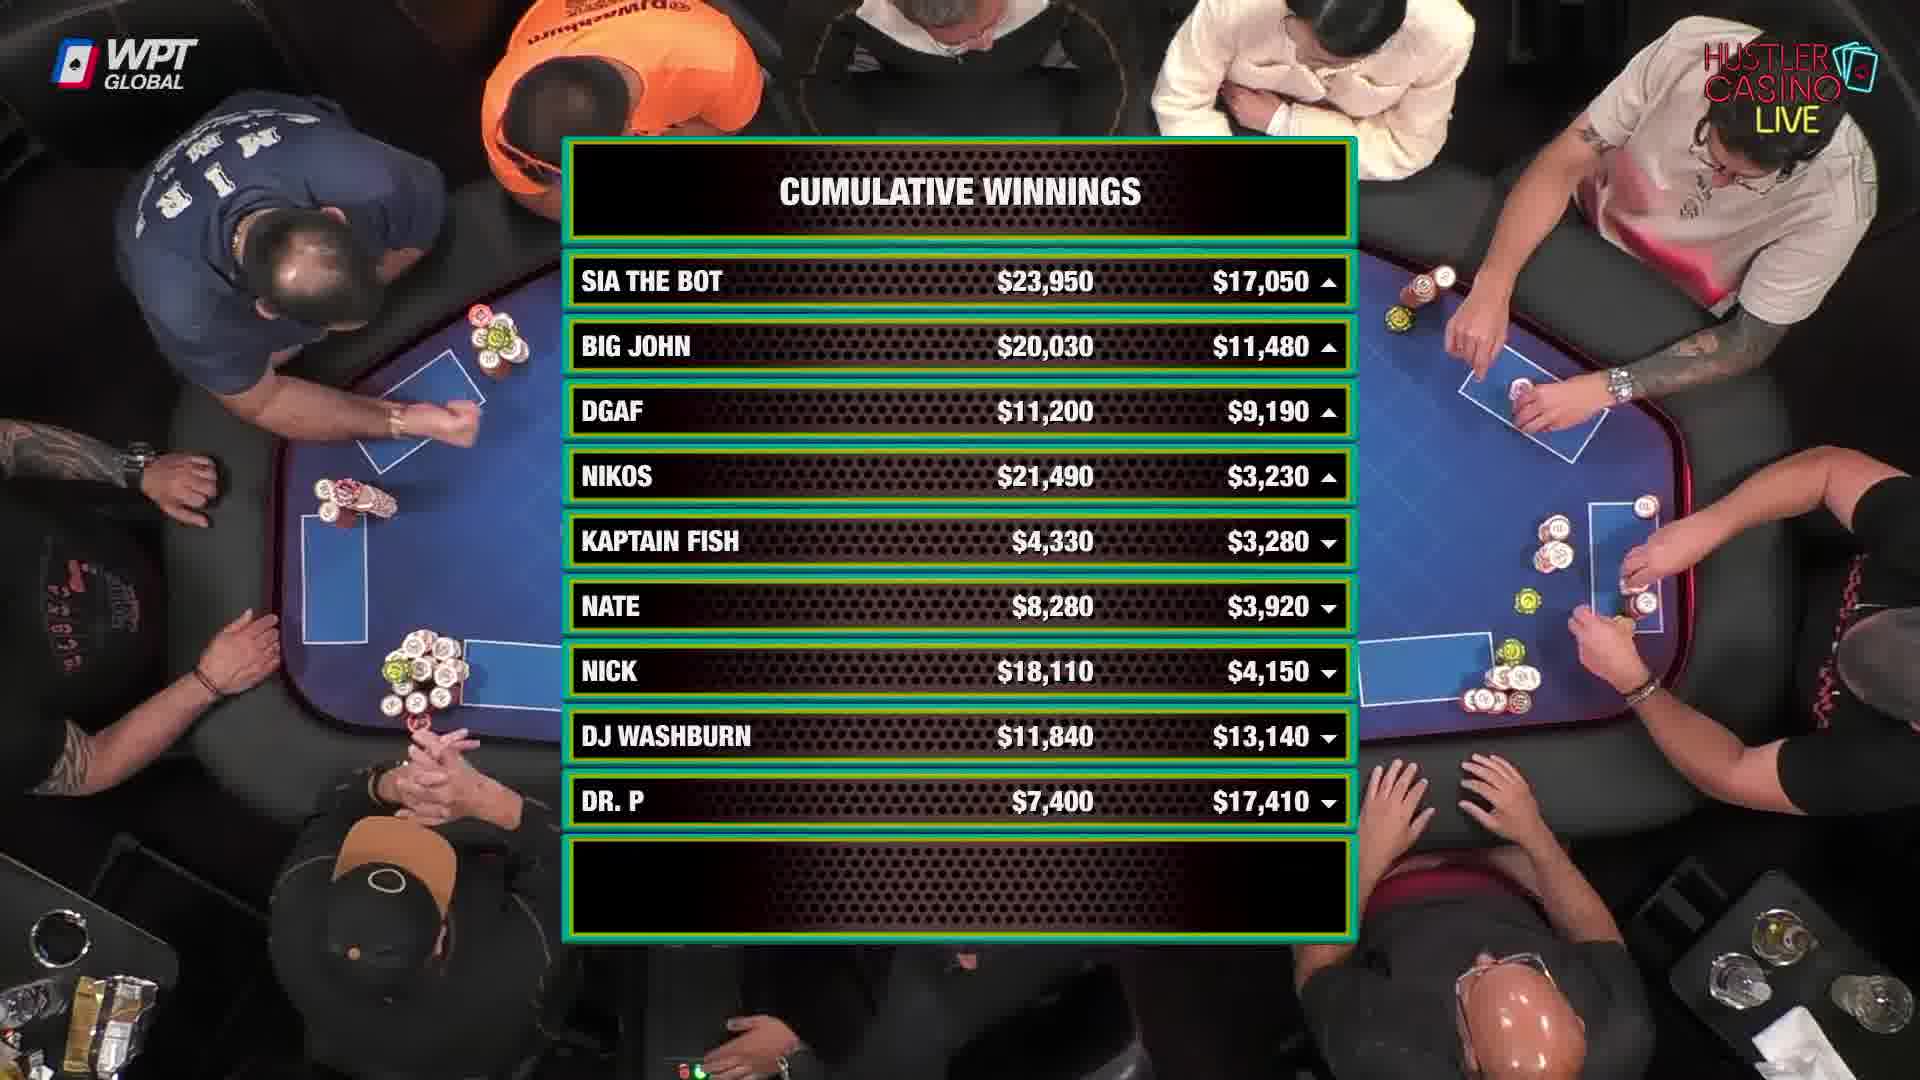 WPT
GLOBAL
HUSTLER
CASINO
LIVE
@DJWashburn
CUMULATIVE WINNINGS
SIA THE BOT $23,950 $17,050 ▲
BIG JOHN $20,030 $11,480 ▲
DGAF $11,200 $9,190 ▲
NIKOS $21,490 $3,230 ▲
KAPTAIN FISH $4,330 $3,280 ▼
NATE $8,280 $3,920 ▼
NICK $18,110 $4,150 ▼
DJ WASHBURN $11,840 $13,140 ▼
DR. P $7,400 $17,410 ▼